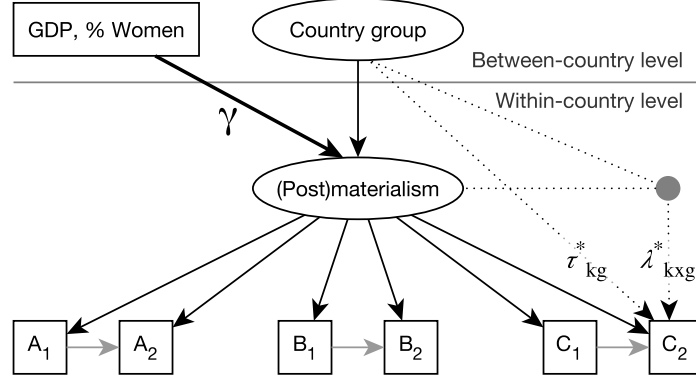 GDP, % Women
Country group
Between-country level
Within-country level
γ
(Post)materialism
τ*kg
λ*kxg
A1
A2
B1
B2
C1
C2